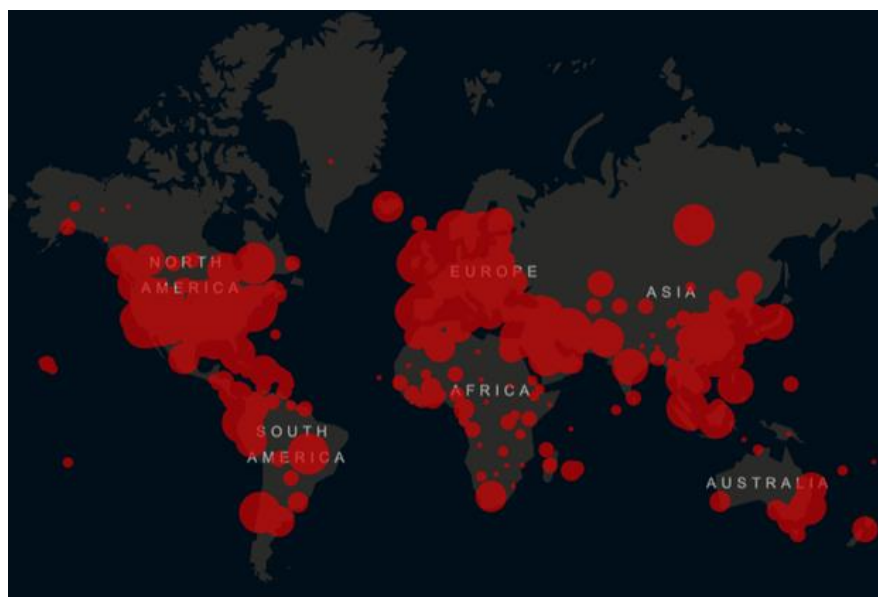 NORTH
AMERICA
EUROPE
ASIA
AFRICA
SOUTH
AMERICA
AUSTRALIA